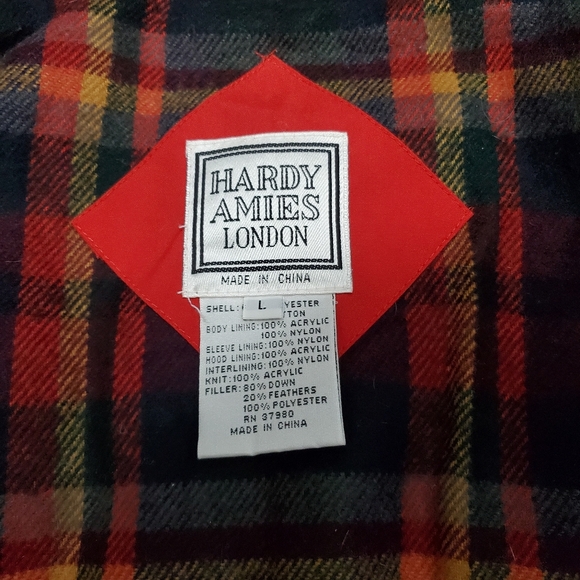 HARDY
AMIES
LONDON
MADE IN CHINA
L
SHELL:
BODY LINING:100% ACRYLIC
100% NYLON
SLEEVE LINING:100% NYLON
HOOD LINING:100% ACRYLIC
INTERLINING:100% NYLON
KNIT:100% ACRYLIC
FILLER:80% DOWN
20% FEATHERS
100% POLYESTER
RN 37980
MADE IN CHINA